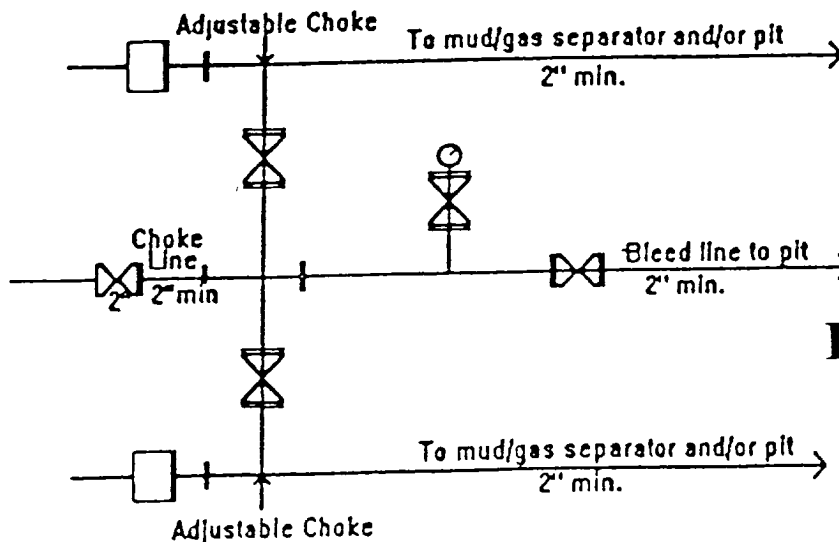 Adjustable Choke
To mud/gas separator and/or pit
2" min.
Choke
Line
2" 2" min
Bleed line to pit
2" min.
To mud/gas separator and/or pit
2" min.
Adjustable Choke